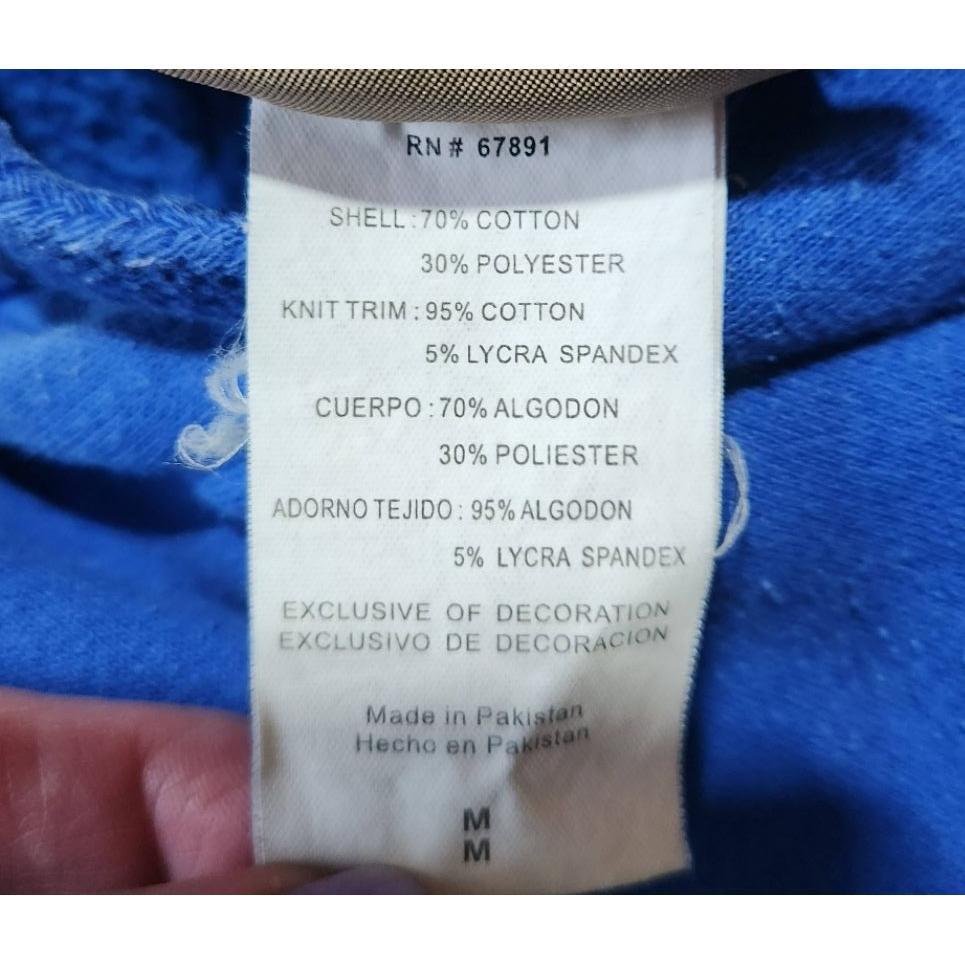 RN # 67891
SHELL : 70% COTTON
30% POLYESTER
KNIT TRIM : 95% COTTON
5% LYCRA SPANDEX
CUERPO : 70% ALGODON
30% POLIESTER
ADORNO TEJIDO : 95% ALGODON
5% LYCRA SPANDEX
EXCLUSIVE OF DECORATION
EXCLUSIVO DE DECORACION
Made in Pakistan
Hecho en Pakistan
M
M